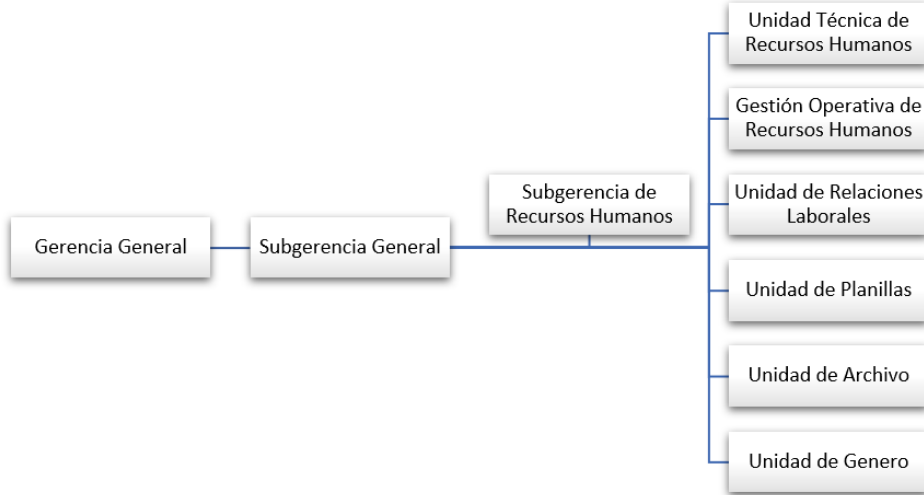 Gerencia General
Subgerencia General
Subgerencia de
Recursos Humanos
Unidad Técnica de
Recursos Humanos
Gestión Operativa de
Recursos Humanos
Unidad de Relaciones
Laborales
Unidad de Planillas
Unidad de Archivo
Unidad de Genero